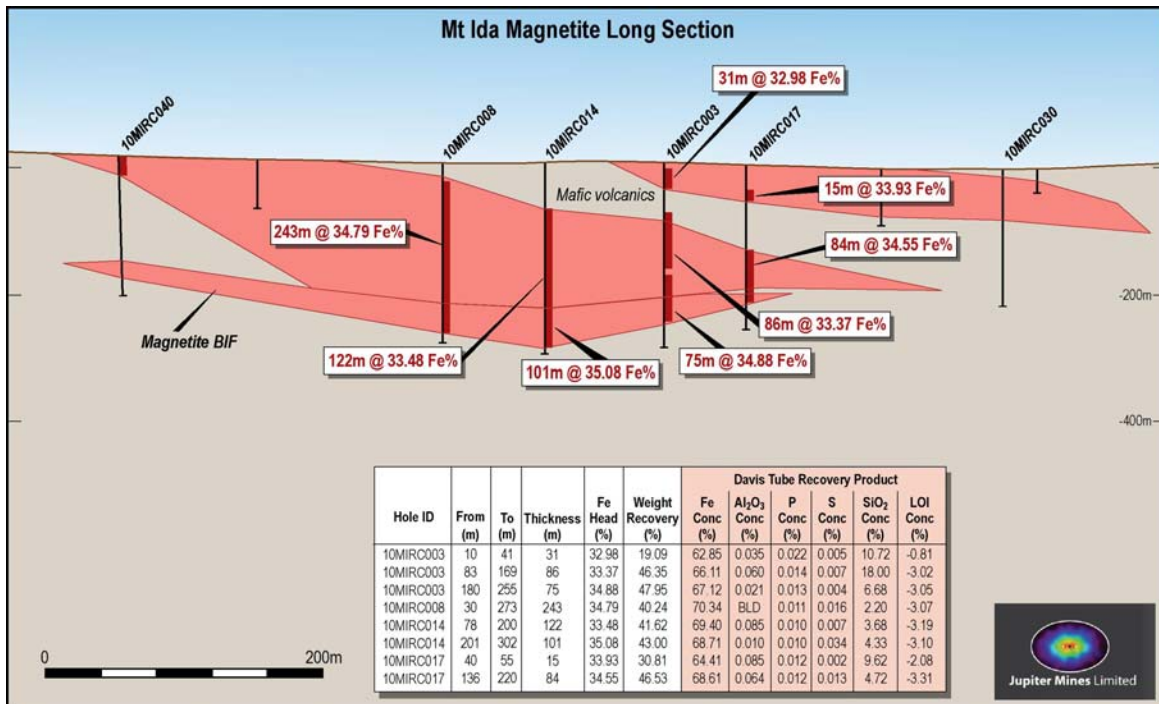 Mt Ida Magnetite Long Section
31m @ 32.98 Fe%
10MIRC040
10MIRC008
10MIRC014
10MIRC003
10MIRC017
10MIRC030
Mafic volcanics
15m @ 33.93 Fe%
243m @ 34.79 Fe%
84m @ 34.55 Fe%
-200m
Magnetite BIF
86m @ 33.37 Fe%
122m @ 33.48 Fe%
101m @ 35.08 Fe%
75m @ 34.88 Fe%
-400m
Davis Tube Recovery Product
Hole ID From (m) To (m) Thickness (m) Fe Head (%) Weight Recovery (%) Fe Conc (%) Al₂O₃ Conc (%) P Conc (%) S Conc (%) SiO₂ Conc (%) LOI Conc (%)
10MIRC003 10 41 31 32.98 19.09 62.85 0.035 0.022 0.005 10.72 -0.81
10MIRC003 83 169 86 33.37 46.35 66.11 0.060 0.014 0.007 18.00 -3.02
10MIRC003 180 255 75 34.88 47.95 67.12 0.021 0.013 0.004 6.68 -3.05
10MIRC008 30 273 243 34.79 40.24 70.34 BLD 0.011 0.016 2.20 -3.07
10MIRC014 78 200 122 33.48 41.62 69.40 0.085 0.010 0.007 3.68 -3.19
10MIRC014 201 302 101 35.08 43.00 68.71 0.010 0.010 0.034 4.33 -3.10
10MIRC017 40 55 15 33.93 30.81 64.41 0.085 0.012 0.002 9.62 -2.08
10MIRC017 136 220 84 34.55 46.53 68.61 0.064 0.012 0.013 4.72 -3.31
0 200m
Jupiter Mines Limited